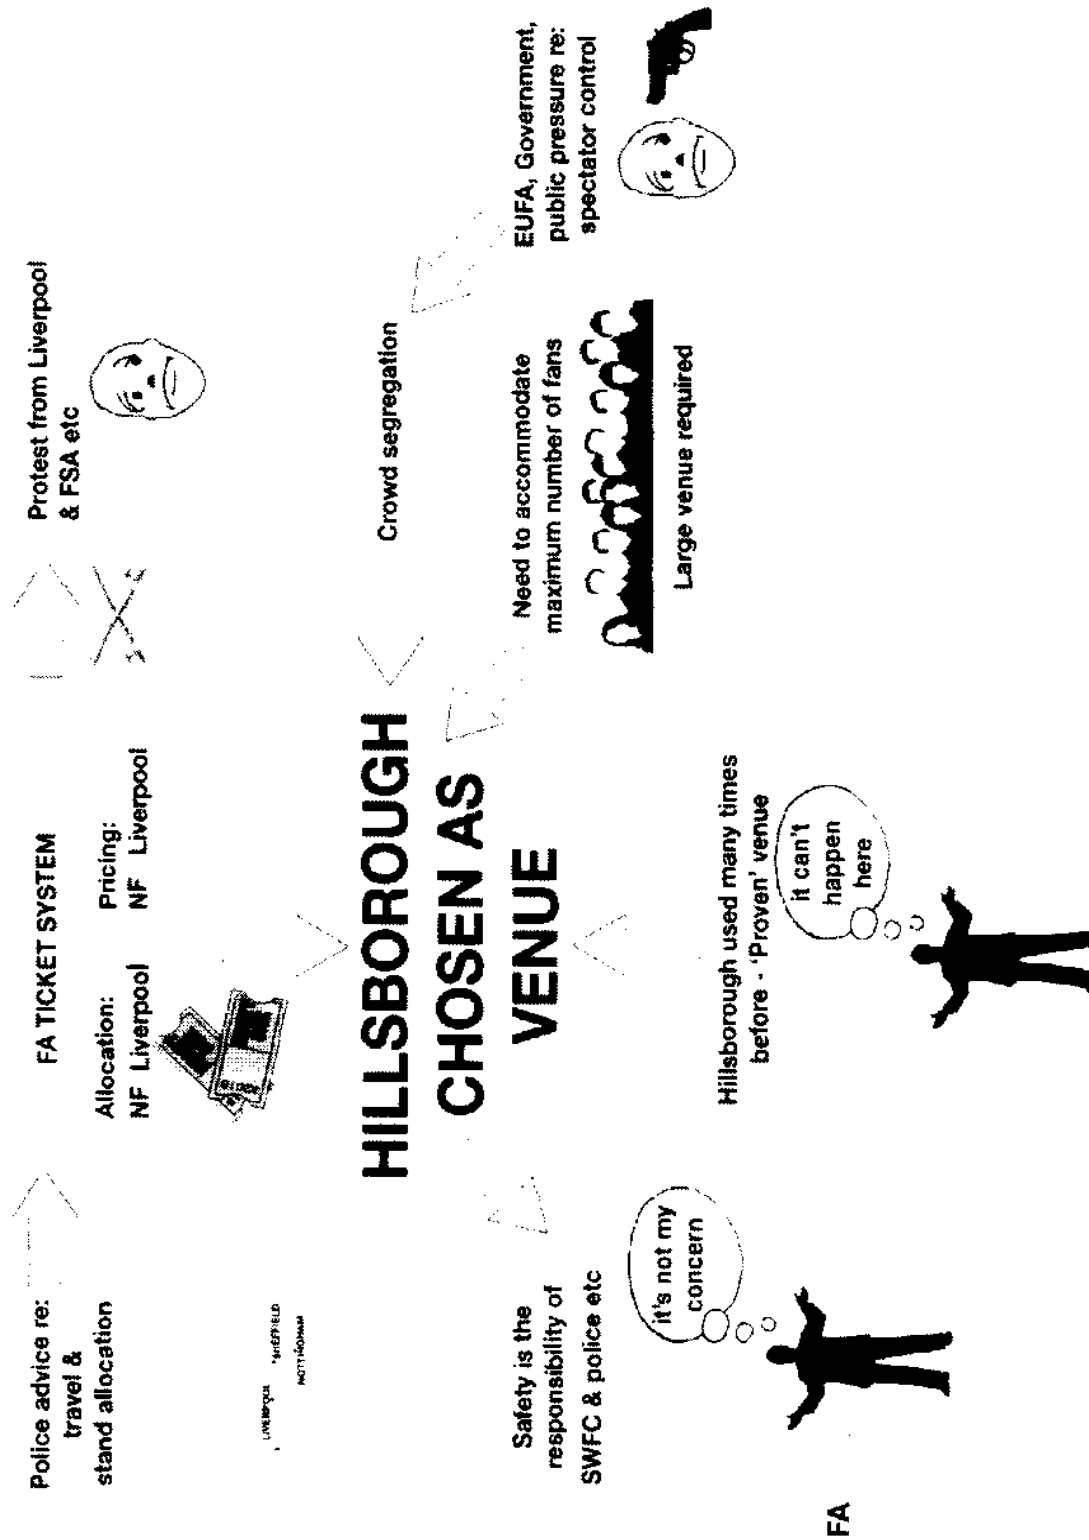 Police advice re:
travel &
stand allocation
FA TICKET SYSTEM
Allocation:
NF Liverpool
Pricing:
NF Liverpool
Protest from Liverpool
& FSA etc
LIVERPOOL
SHEFFIELD
NOTTINGHAM
HILLSBOROUGH
CHOSEN AS
VENUE
Crowd segregation
Safety is the
responsibility of
SWFC & police etc
it's not my
concern
Hillsborough used many times
before - 'Proven' venue
it can't
happen
here
Need to accommodate
maximum number of fans
Large venue required
EUFA, Government,
public pressure re:
spectator control
FA